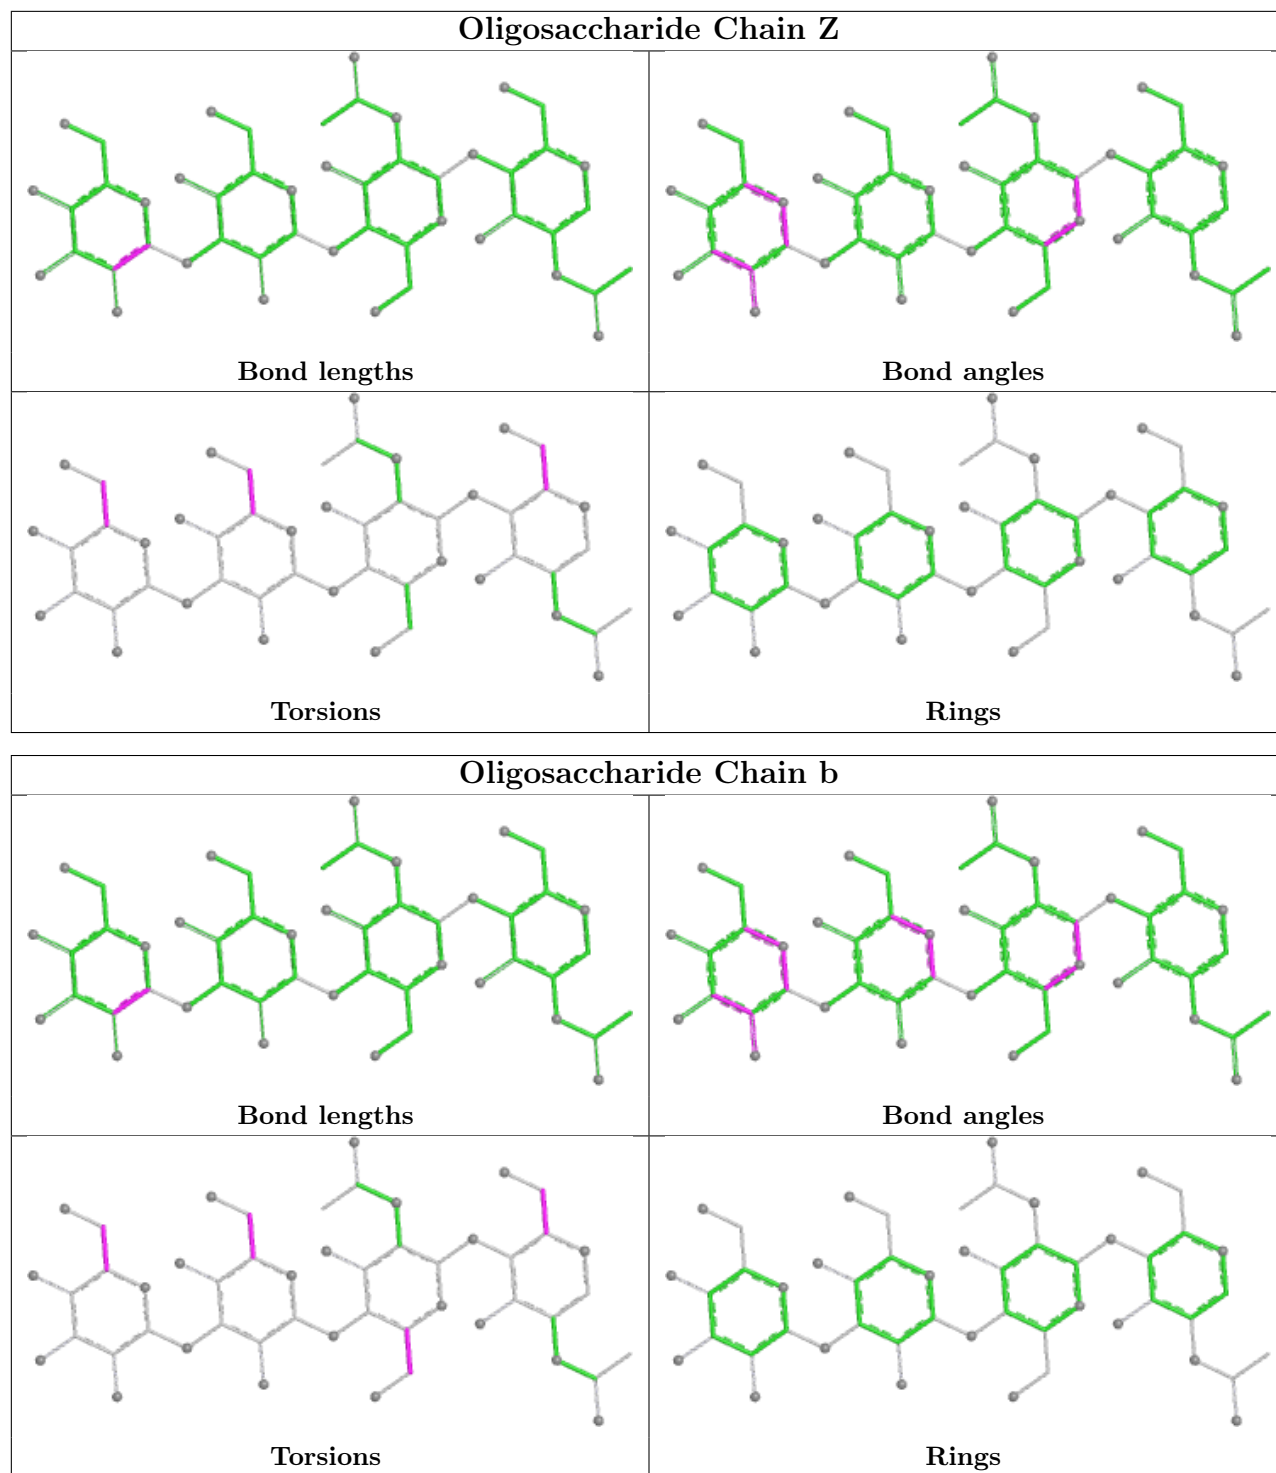 Oligosaccharide Chain Z
Bond lengths
Bond angles
Torsions
Rings
Oligosaccharide Chain b
Bond lengths
Bond angles
Torsions
Rings